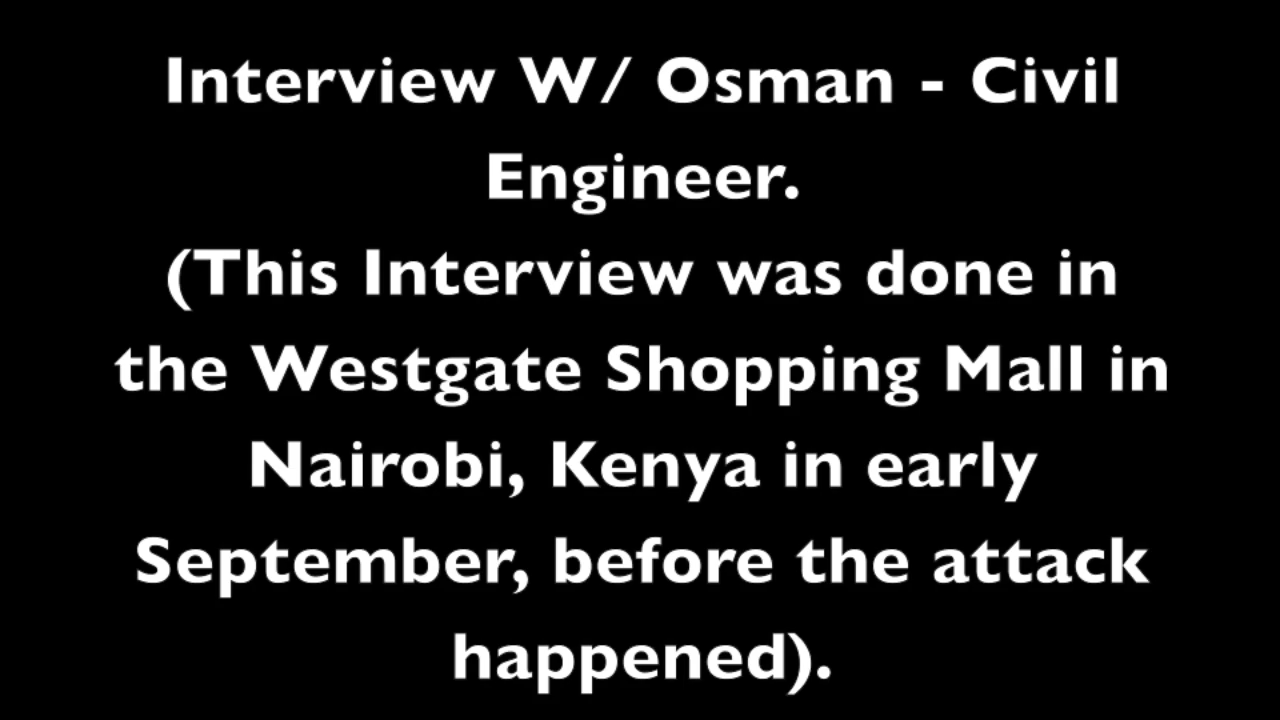 Interview W/ Osman - Civil
Engineer.
(This Interview was done in
the Westgate Shopping Mall in
Nairobi, Kenya in early
September, before the attack
happened).